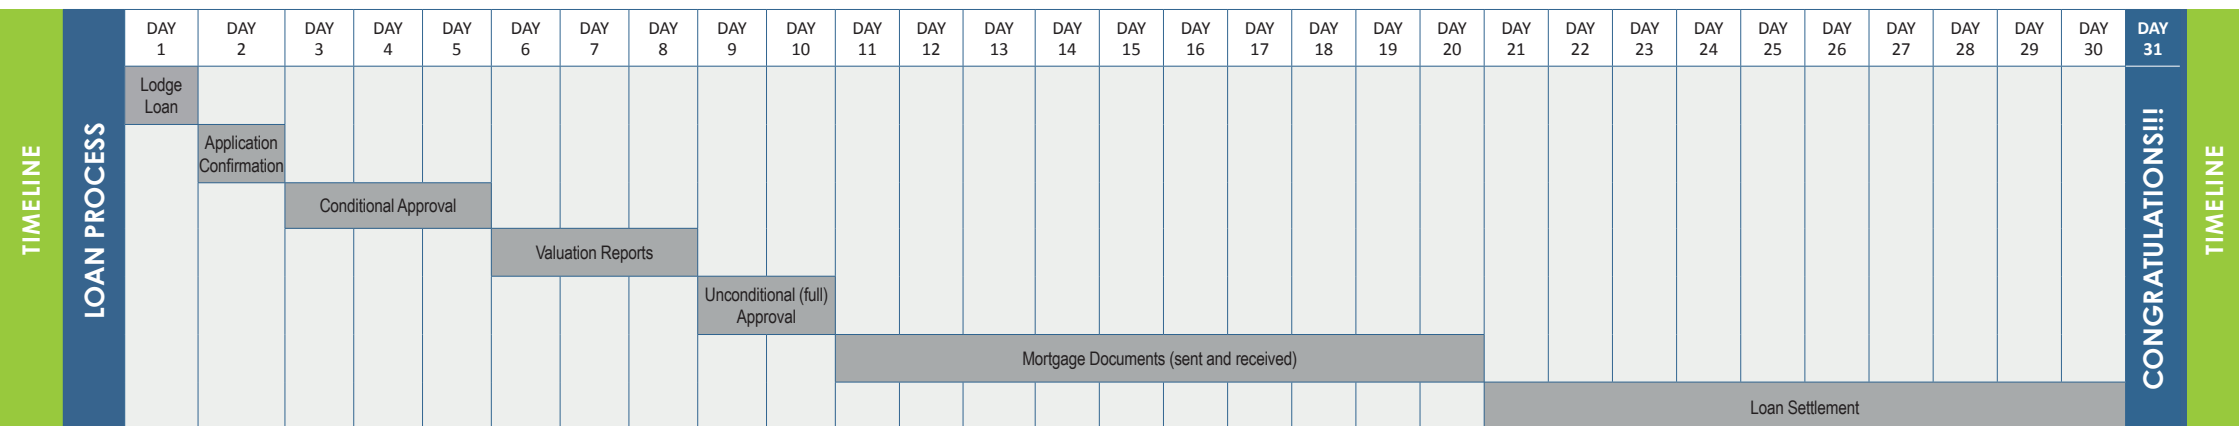 TIMELINE
LOAN PROCESS
DAY 1
DAY 2
DAY 3
DAY 4
DAY 5
DAY 6
DAY 7
DAY 8
DAY 9
DAY 10
DAY 11
DAY 12
DAY 13
DAY 14
DAY 15
DAY 16
DAY 17
DAY 18
DAY 19
DAY 20
DAY 21
DAY 22
DAY 23
DAY 24
DAY 25
DAY 26
DAY 27
DAY 28
DAY 29
DAY 30
DAY 31
Lodge
Loan
Application
Confirmation
Conditional Approval
Valuation Reports
Unconditional (full)
Approval
Mortgage Documents (sent and received)
Loan Settlement
CONGRATULATIONS!!!
TIMELINE